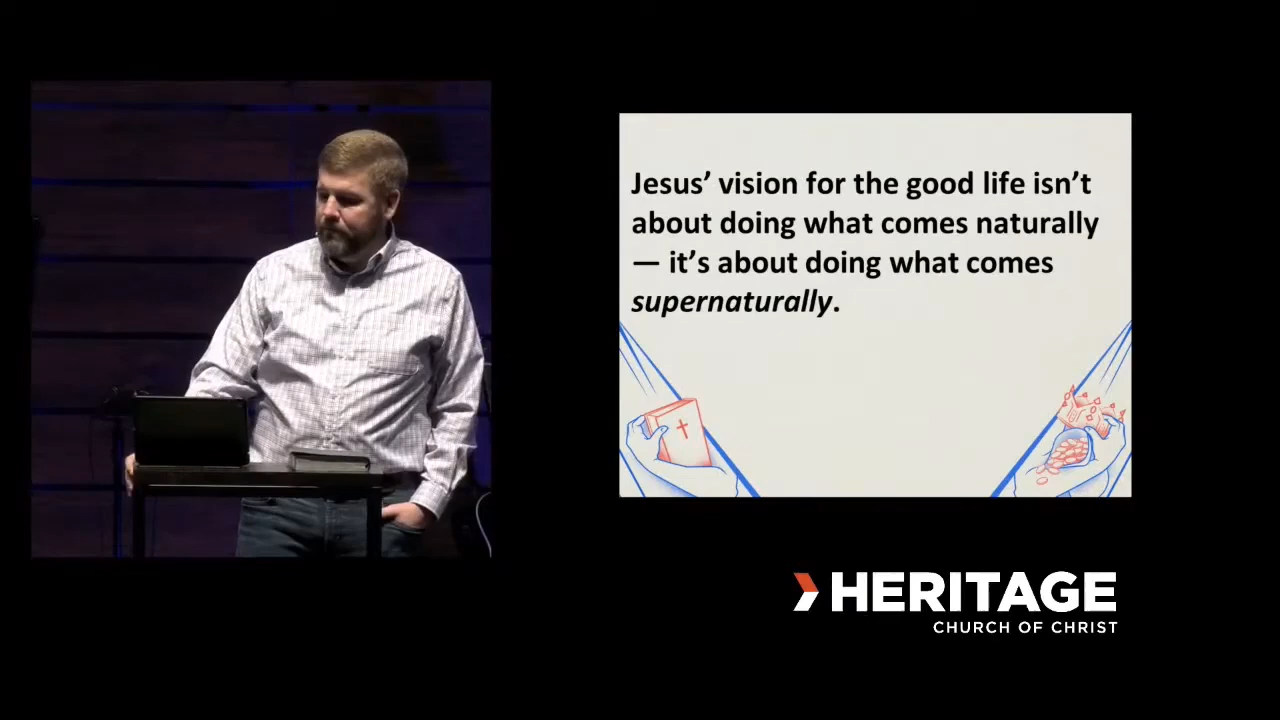 Jesus’ vision for the good life isn’t
about doing what comes naturally
— it’s about doing what comes
supernaturally.
HERITAGE
CHURCH OF CHRIST